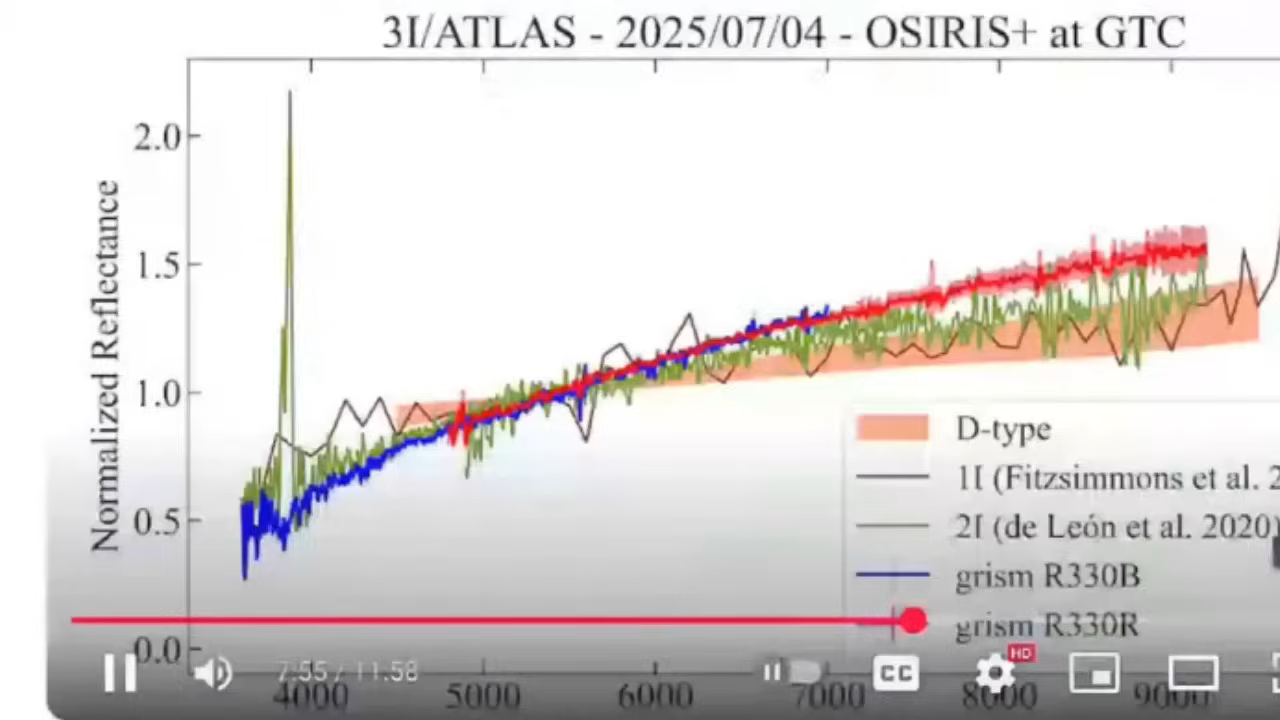 3I/ATLAS - 2025/07/04 - OSIRIS+ at GTC
Normalized Reflectance
2.0
1.5
1.0
0.5
0.0
D-type
1I (Fitzsimmons et al. 2
2I (de León et al. 2020)
grism R330B
grism R330R
7:55 / 11:58
CC
HD
4000
5000
6000
7000
8000
9000